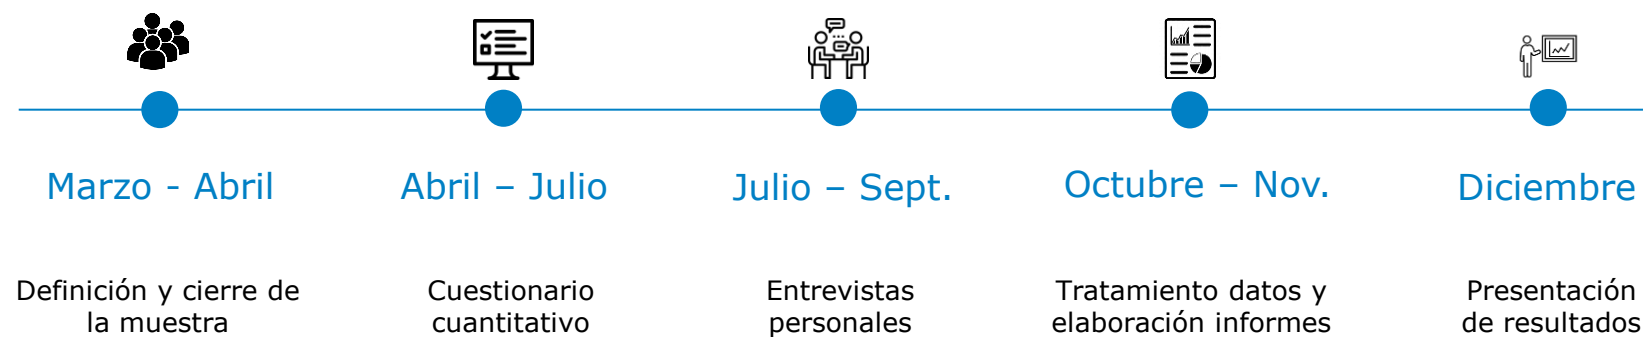 Marzo - Abril
Abril – Julio
Julio – Sept.
Octubre – Nov.
Diciembre
Definición y cierre de
la muestra
Cuestionario
cuantitativo
Entrevistas
personales
Tratamiento datos y
elaboración informes
Presentación
de resultados